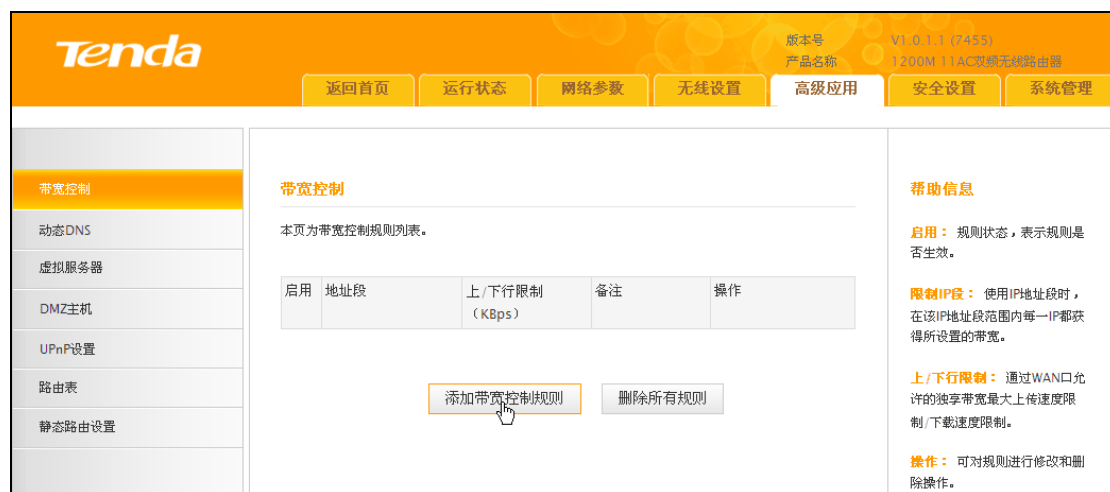 Tenda
版本号 V1.0.1.1 (7455)
产品名称 1200M 11AC双频无线路由器
返回首页 运行状态 网络参数 无线设置 高级应用 安全设置 系统管理
带宽控制
动态DNS
虚拟服务器
DMZ主机
UPnP设置
路由表
静态路由设置
带宽控制
本页为带宽控制规则列表。
启用 地址段 上/下行限制 备注 操作
(KBps)
添加带宽控制规则 删除所有规则
帮助信息
启用： 规则状态，表示规则是
否生效。
限制IP段： 使用IP地址段时，
在该IP地址段范围内每一IP都获
得所设置的带宽。
上/下行限制： 通过WAN口允
许的独享带宽最大上传速度限
制/下载速度限制。
操作： 可对规则进行修改和删
除操作。